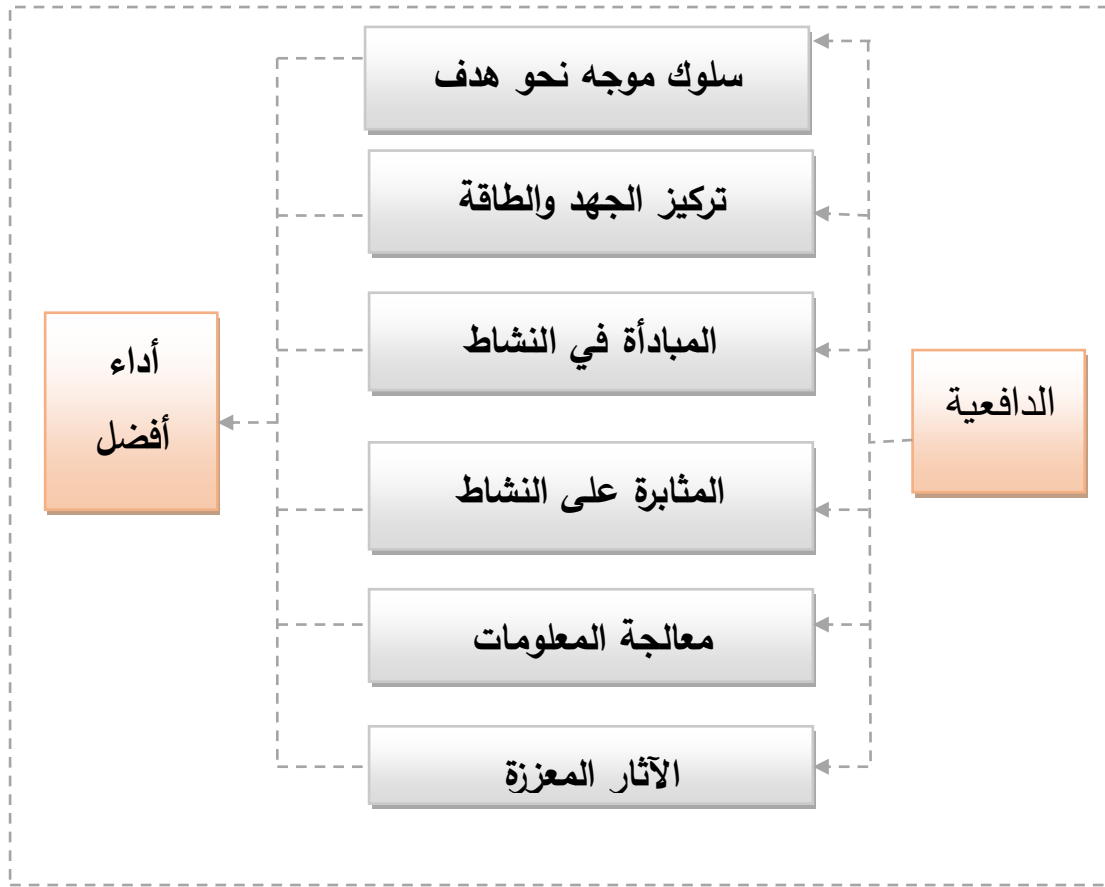 الدافعية
سلوك موجه نحو هدف
تركيز الجهد والطاقة
المبادأة في النشاط
المثابرة على النشاط
معالجة المعلومات
الآثار المعززة
أداء
أفضل